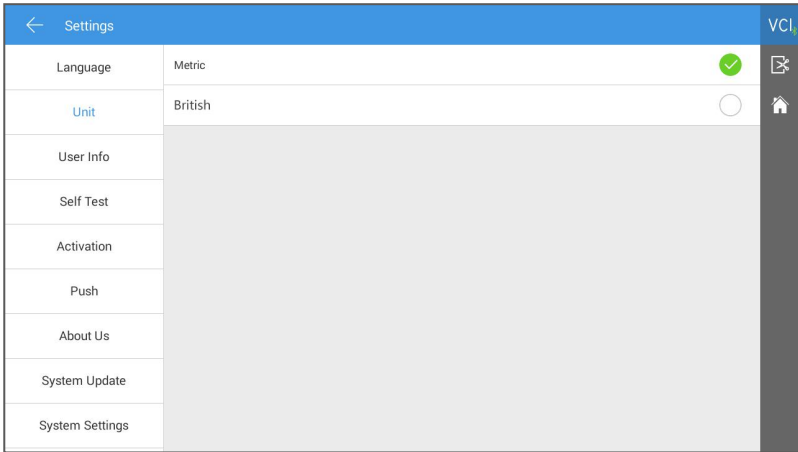 Settings
VCI
Language
Unit
User Info
Self Test
Activation
Push
About Us
System Update
System Settings
Metric
British